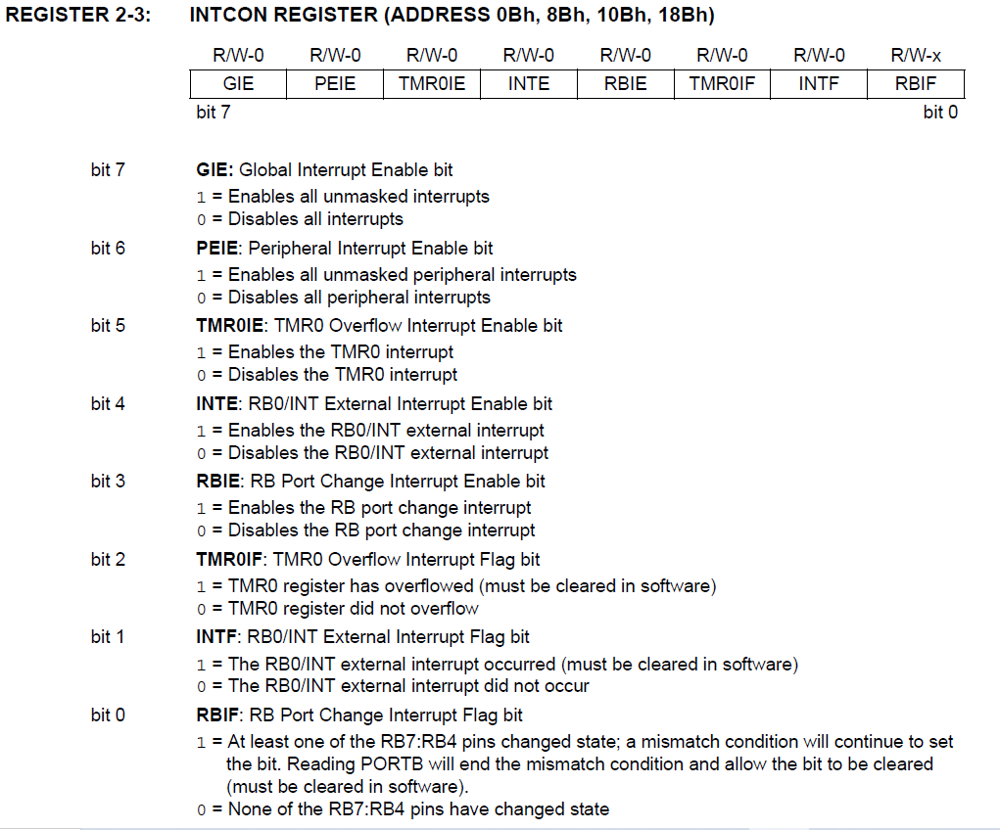 REGISTER 2-3: INTCON REGISTER (ADDRESS 0Bh, 8Bh, 10Bh, 18Bh)
R/W-0 R/W-0 R/W-0 R/W-0 R/W-0 R/W-0 R/W-0 R/W-x
GIE PEIE TMR0IE INTE RBIE TMR0IF INTF RBIF
bit 7 bit 0
bit 7 GIE: Global Interrupt Enable bit
1 = Enables all unmasked interrupts
0 = Disables all interrupts
bit 6 PEIE: Peripheral Interrupt Enable bit
1 = Enables all unmasked peripheral interrupts
0 = Disables all peripheral interrupts
bit 5 TMR0IE: TMR0 Overflow Interrupt Enable bit
1 = Enables the TMR0 interrupt
0 = Disables the TMR0 interrupt
bit 4 INTE: RB0/INT External Interrupt Enable bit
1 = Enables the RB0/INT external interrupt
0 = Disables the RB0/INT external interrupt
bit 3 RBIE: RB Port Change Interrupt Enable bit
1 = Enables the RB port change interrupt
0 = Disables the RB port change interrupt
bit 2 TMR0IF: TMR0 Overflow Interrupt Flag bit
1 = TMR0 register has overflowed (must be cleared in software)
0 = TMR0 register did not overflow
bit 1 INTF: RB0/INT External Interrupt Flag bit
1 = The RB0/INT external interrupt occurred (must be cleared in software)
0 = The RB0/INT external interrupt did not occur
bit 0 RBIF: RB Port Change Interrupt Flag bit
1 = At least one of the RB7:RB4 pins changed state; a mismatch condition will continue to set
the bit. Reading PORTB will end the mismatch condition and allow the bit to be cleared
(must be cleared in software).
0 = None of the RB7:RB4 pins have changed state